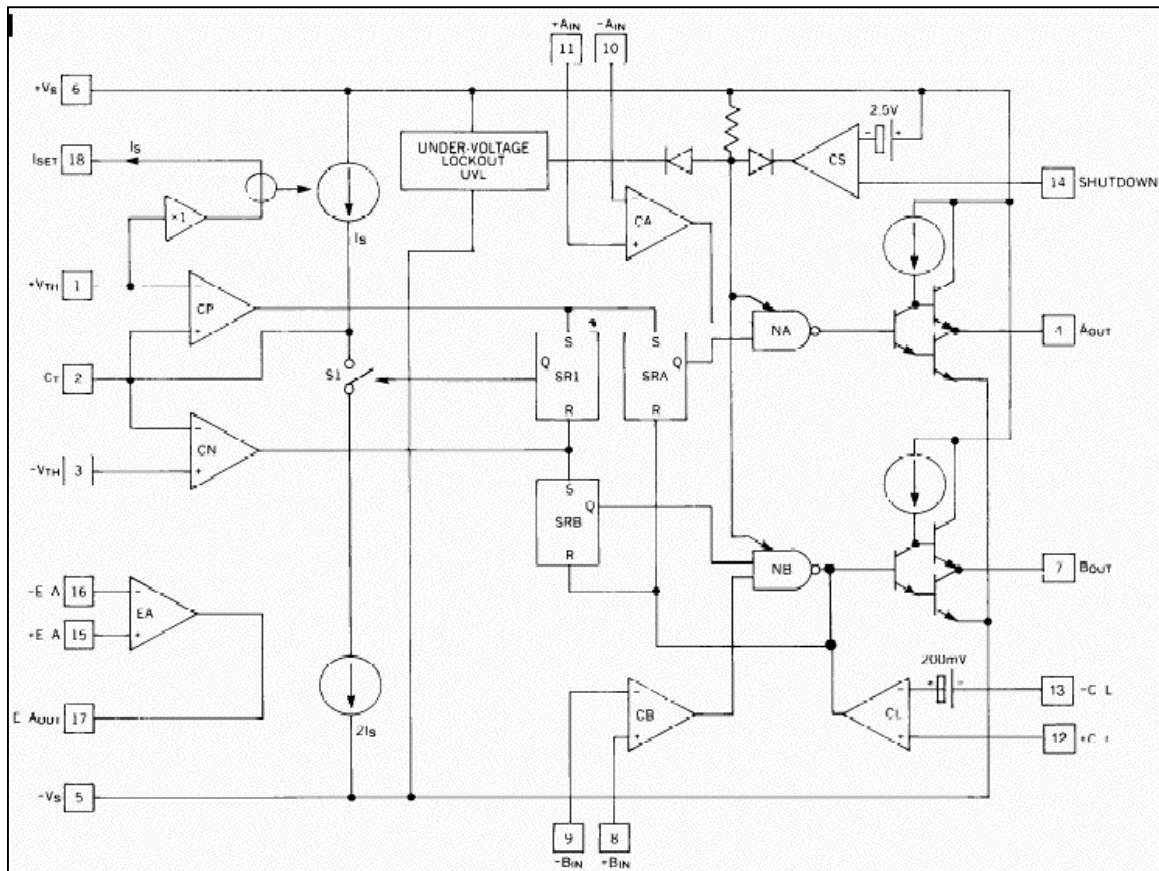 +AIN
-AIN
11
10
+VS
6
2.5V
ISET
18
IS
UNDER-VOLTAGE
LOCKOUT
UVL
-
+
CS
14
SHUTDOWN
×1
IS
-
CA
+
+VTH
1
-
CP
+
NA
4
AOUT
S
Q
SR1
R
S
Q
SRA
R
CT
2
S1
-
CN
+
-VTH
3
S
Q
SRB
R
NB
7
BOUT
-E A
16
-
EA
+
+E A
15
200mV
-
13
-C L
E AOUT
17
2IS
-
CB
+
CL
+
12
+C L
-VS
5
9
8
-BIN
+BIN